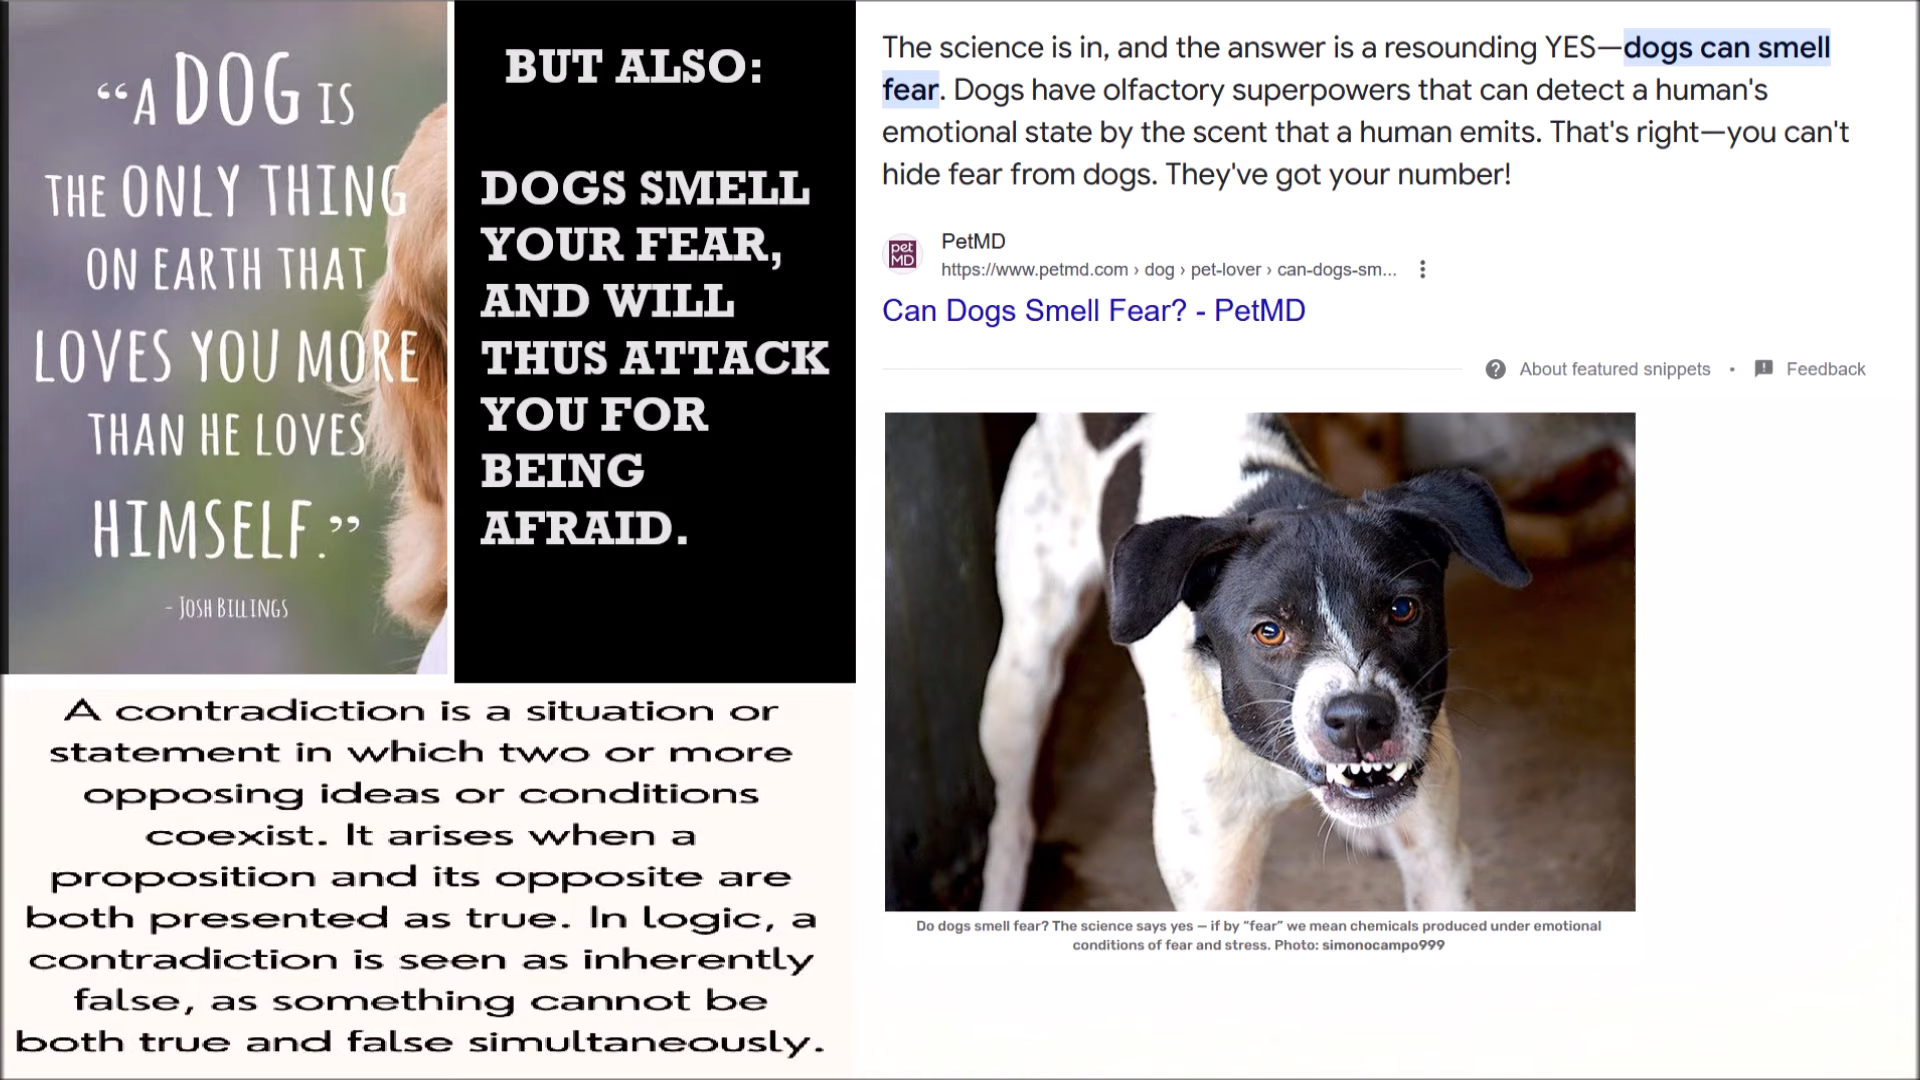 “A DOG IS
THE ONLY THING
ON EARTH THAT
LOVES YOU MORE
THAN HE LOVES
HIMSELF.”
- JOSH BILLINGS
BUT ALSO:
DOGS SMELL
YOUR FEAR,
AND WILL
THUS ATTACK
YOU FOR
BEING
AFRAID.
A contradiction is a situation or
statement in which two or more
opposing ideas or conditions
coexist. It arises when a
proposition and its opposite are
both presented as true. In logic, a
contradiction is seen as inherently
false, as something cannot be
both true and false simultaneously.
The science is in, and the answer is a resounding YES—dogs can smell
fear. Dogs have olfactory superpowers that can detect a human's
emotional state by the scent that a human emits. That's right—you can't
hide fear from dogs. They've got your number!
pet
MD
PetMD
https://www.petmd.com › dog › pet-lover › can-dogs-sm...
Can Dogs Smell Fear? - PetMD
About featured snippets • Feedback
Do dogs smell fear? The science says yes – if by “fear” we mean chemicals produced under emotional
conditions of fear and stress. Photo: simonocampo999